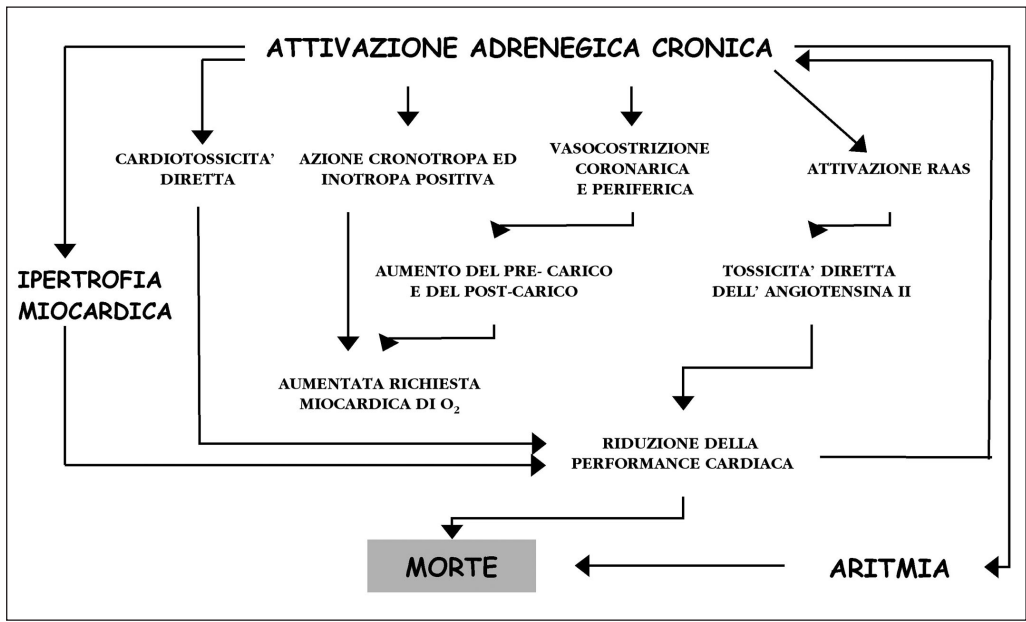 ATTIVAZIONE ADRENEGICA CRONICA
CARDIOTOSSICITA’
DIRETTA
AZIONE CRONOTROPA ED
INOTROPA POSITIVA
VASOCOSTRIZIONE
CORONARICA
E PERIFERICA
ATTIVAZIONE RAAS
IPERTROFIA
MIOCARDICA
AUMENTO DEL PRE- CARICO
E DEL POST-CARICO
TOSSICITA’ DIRETTA
DELL’ ANGIOTENSINA II
AUMENTATA RICHIESTA
MIOCARDICA DI O₂
RIDUZIONE DELLA
PERFORMANCE CARDIACA
MORTE
ARITMIA